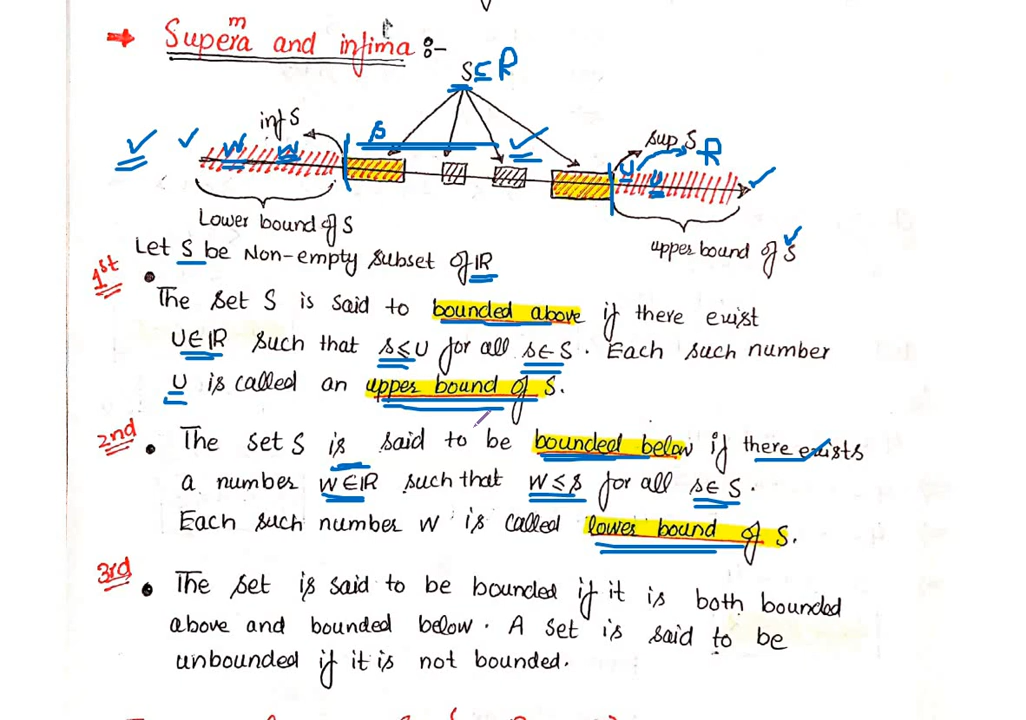 → Suprema and infima :-
S ⊆ R
inf S
s
sup S
R
W
W
U
U
Lower bound of S
upper bound of S
Let S be Non-empty subset of IR
1st
• The set S is said to bounded above if there exist
U∈IR such that s≤U for all s∈S. Each such number
U is called an upper bound of S.
2nd • The set S is said to be bounded below if there exists
a number W∈IR such that W≤s for all s∈S.
Each such number W is called lower bound of S.
3rd • The set is said to be bounded if it is both bounded
above and bounded below. A set is said to be
unbounded if it is not bounded.